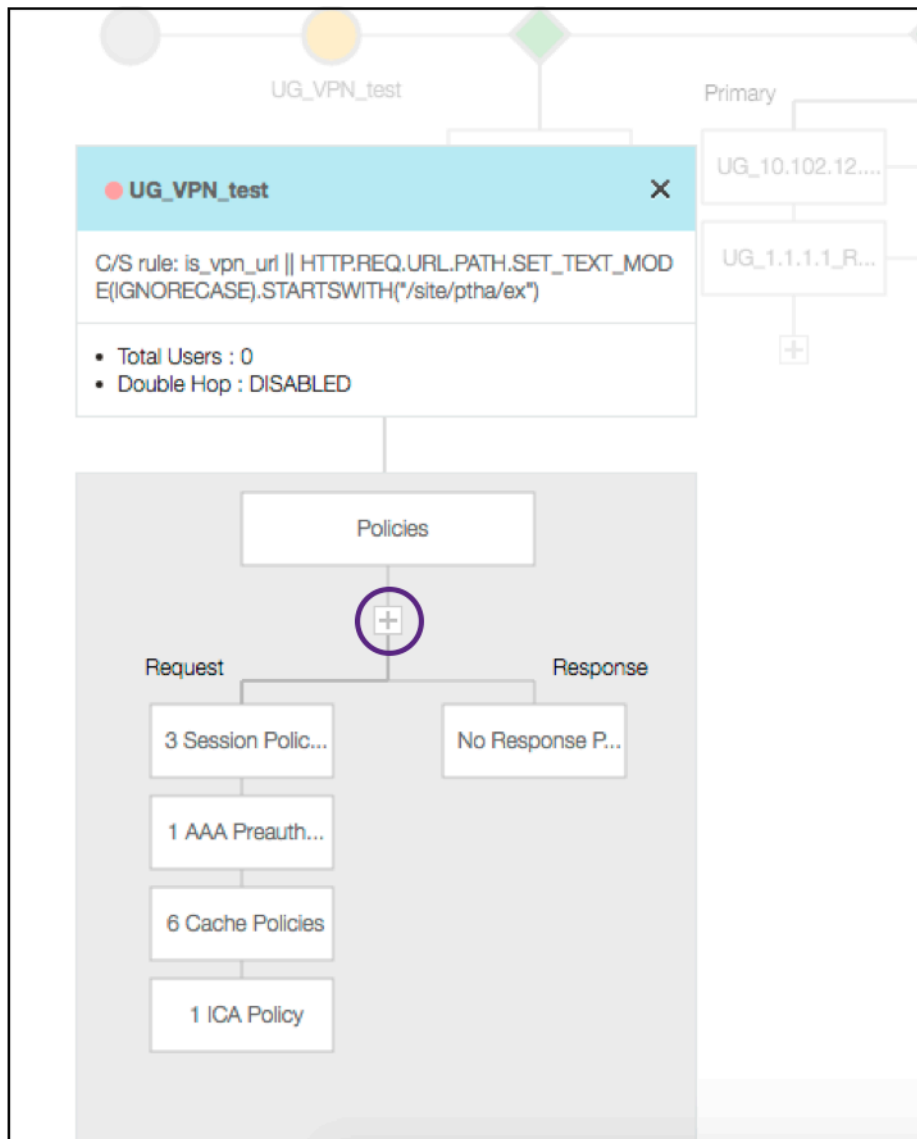 UG_VPN_test
Primary
UG_10.102.12....
UG_1.1.1.1_R...
UG_VPN_test
C/S rule: is_vpn_url || HTTP.REQ.URL.PATH.SET_TEXT_MOD
E(IGNORECASE).STARTSWITH("/site/ptha/ex")
• Total Users : 0
• Double Hop : DISABLED
Policies
Request
Response
3 Session Polic...
No Response P...
1 AAA Preauth...
6 Cache Policies
1 ICA Policy